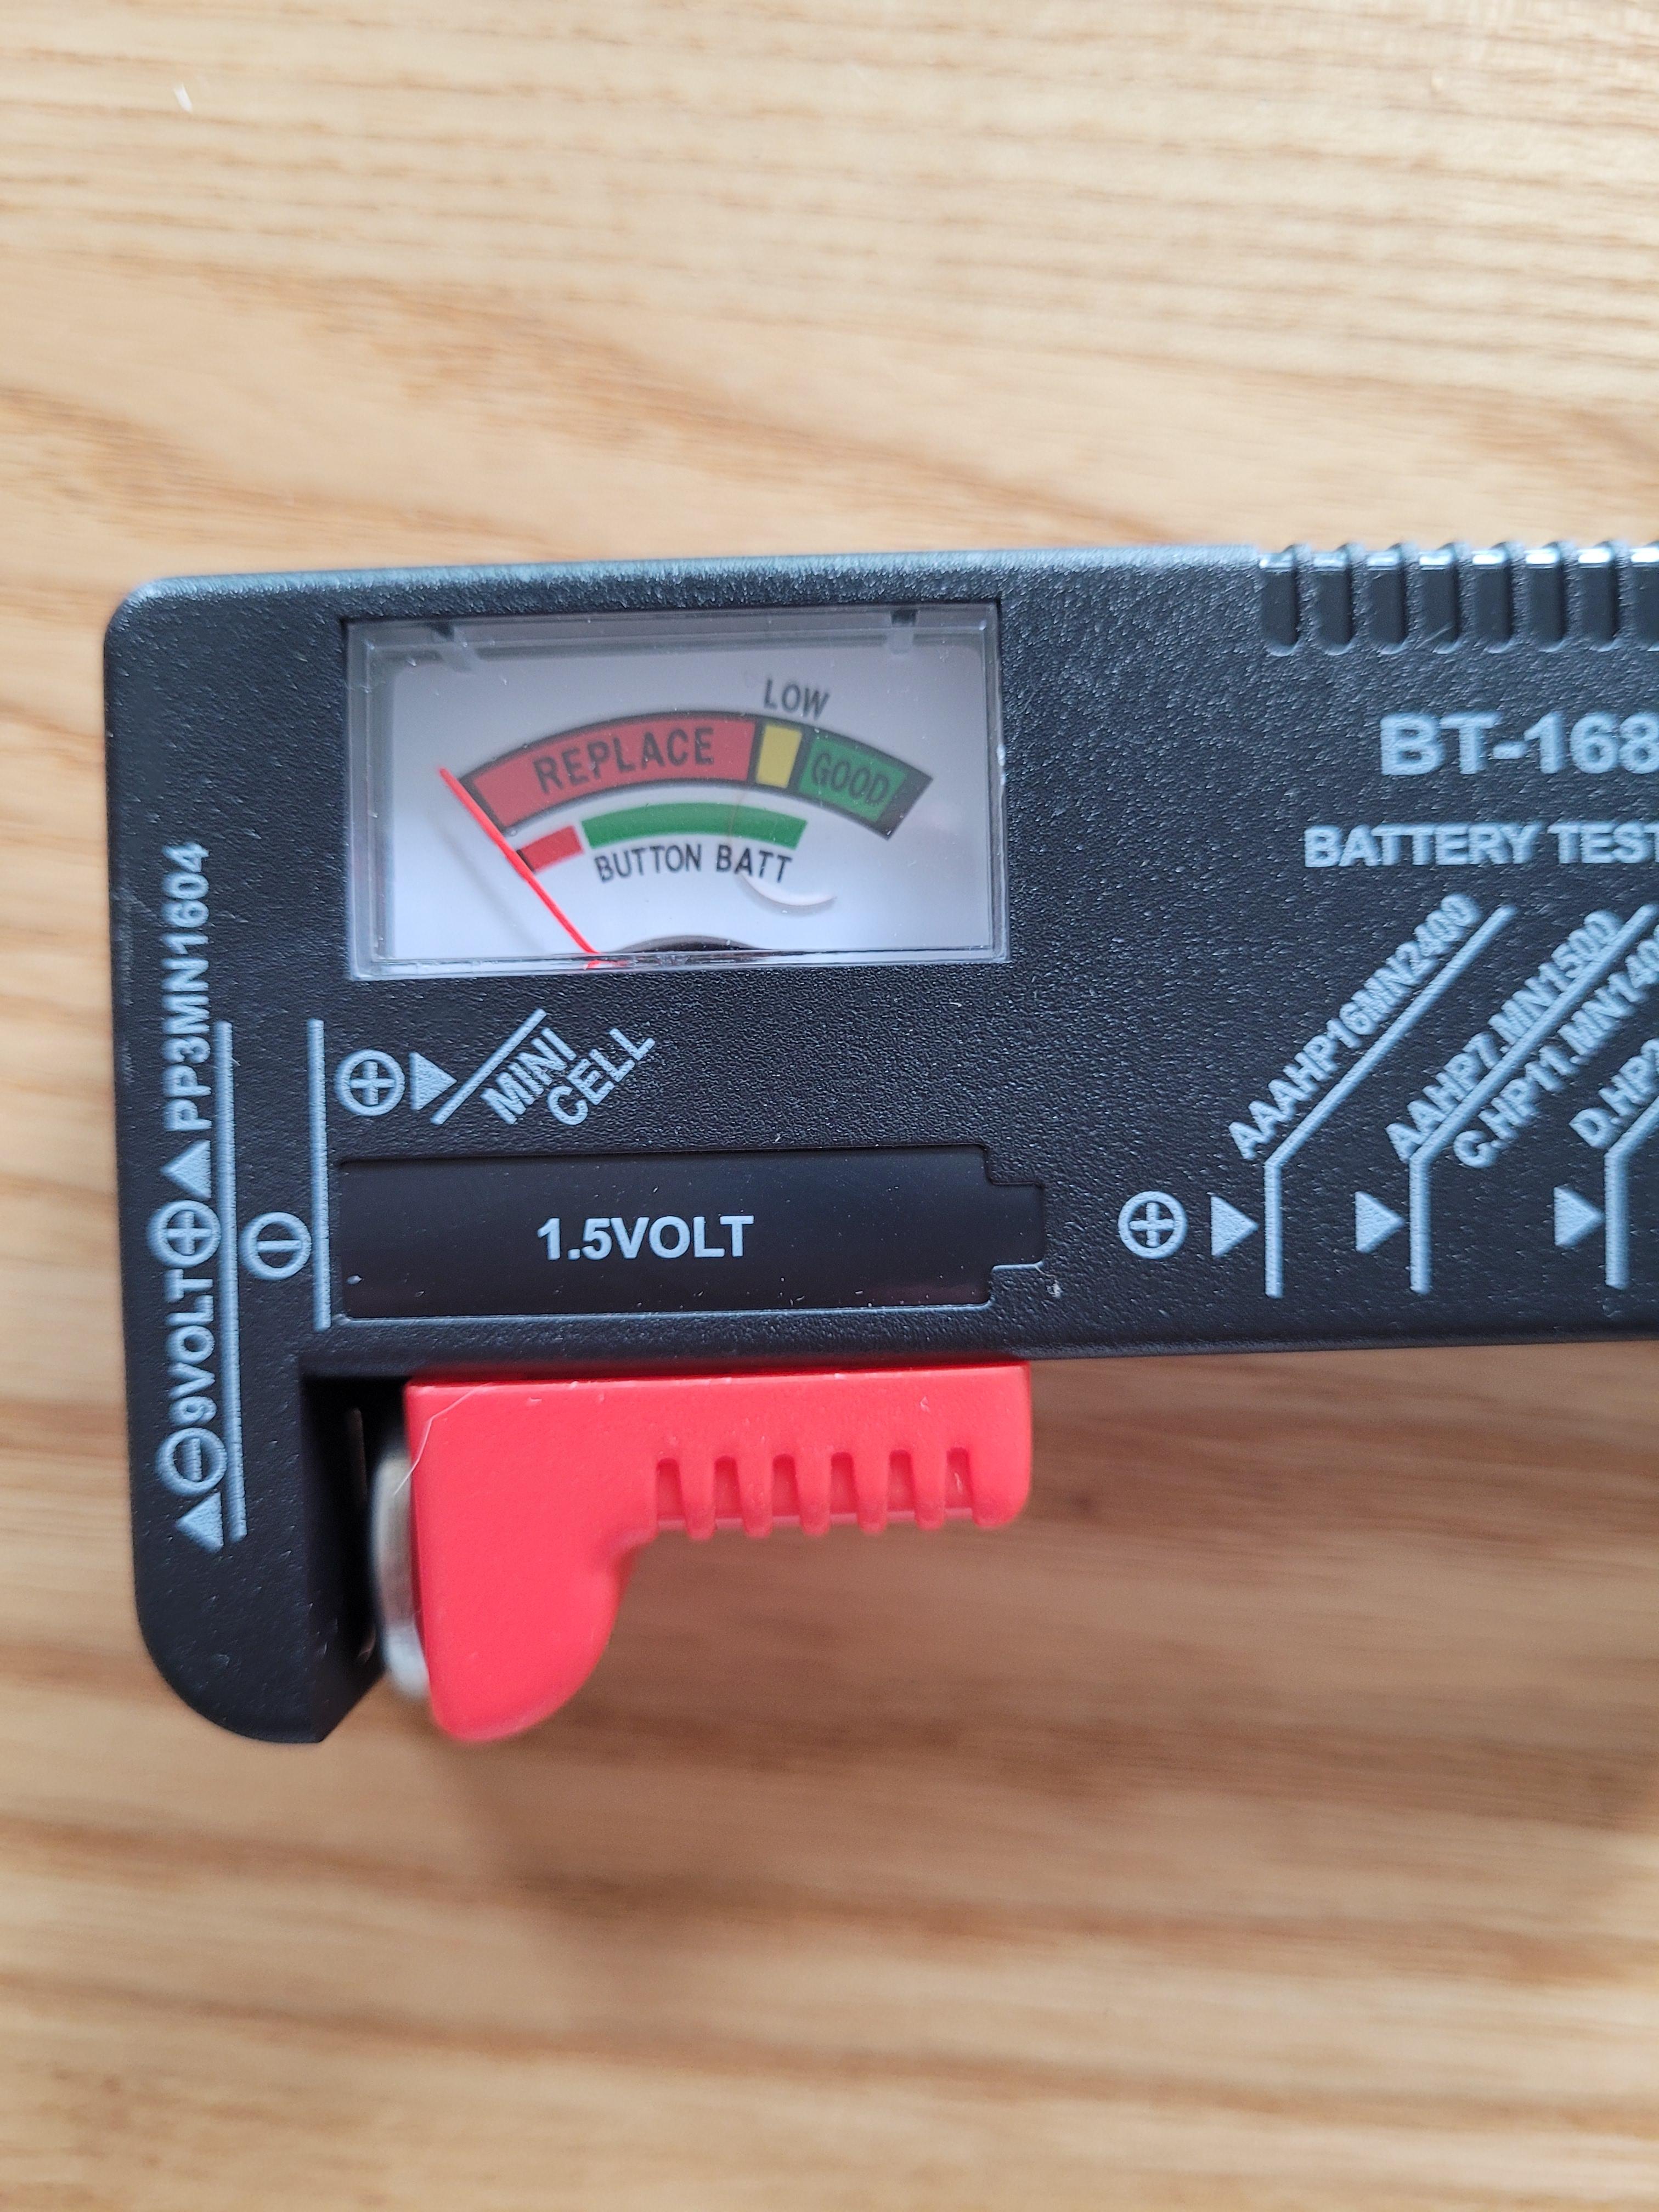 LOW
REPLACE
GOOD
BUTTON BATT
BT-168
BATTERY TEST
9VOLT PP3MN1604
MINI
CELL
1.5VOLT
AAAHP16MN2400
AAHP7.MN1500
C.HP11.MN140
D.HP2